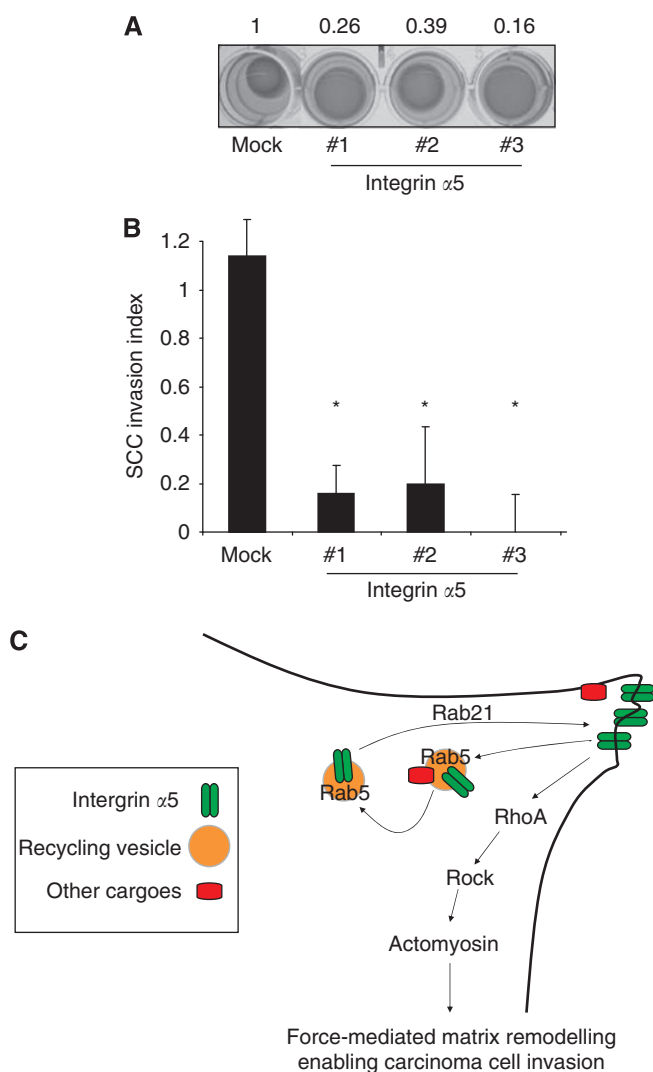 A
1 0.26 0.39 0.16
Mock #1 #2 #3
Integrin α5
B
SCC invasion index
1.2
1
0.8
0.6
0.4
0.2
0
* * *
Mock #1 #2 #3
Integrin α5
C
Rab21
Rab5
Rab5
Intergrin α5
Recycling vesicle
Other cargoes
RhoA
Rock
Actomyosin
Force-mediated matrix remodelling
enabling carcinoma cell invasion